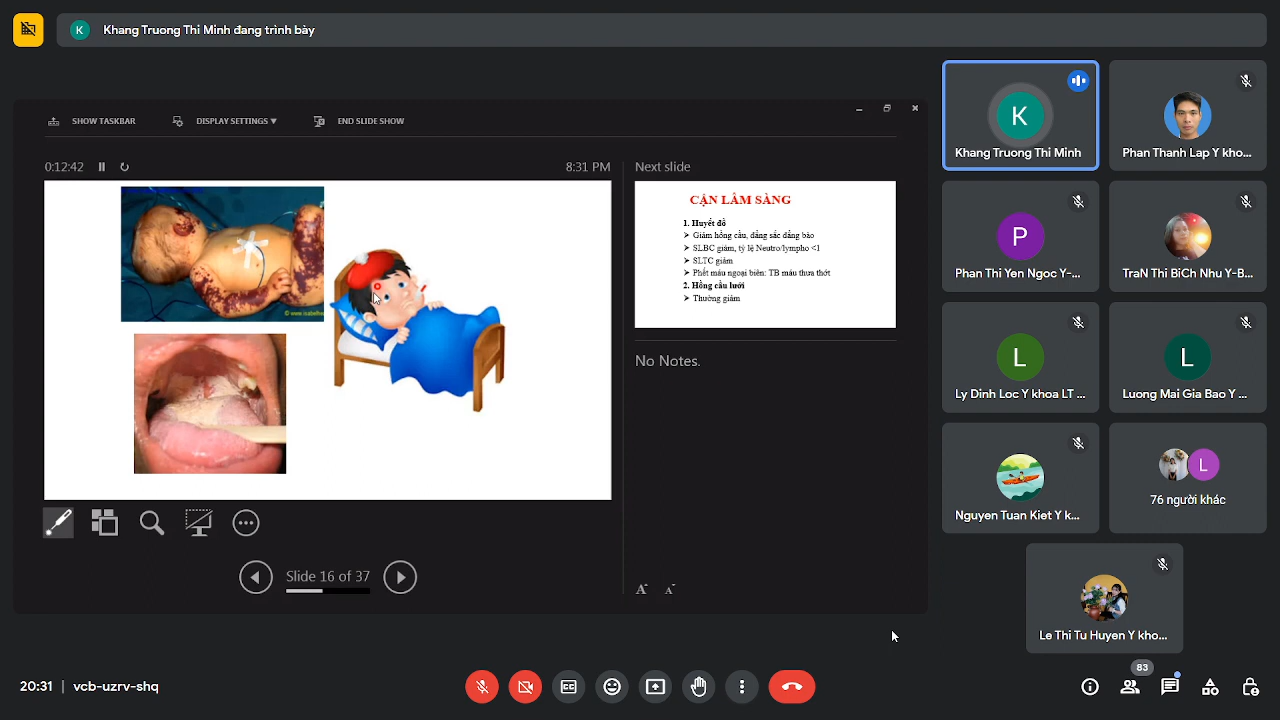 K Khang Truong Thi Minh đang trình bày
SHOW TASKBAR
DISPLAY SETTINGS ▼
END SLIDE SHOW
0:12:42
8:31 PM
Next slide
CẬN LÂM SÀNG
1. Huyết đồ
➢ Giảm hồng cầu, đẳng sắc đẳng bào
➢ SLBC giảm, tỷ lệ Neutro/lympho <1
➢ SLTC giảm
➢ Phết máu ngoại biên: TB máu thưa thớt
2. Hồng cầu lưới
➢ Thường giảm
No Notes.
Slide 16 of 37
A A
K
Khang Truong Thi Minh
Phan Thanh Lap Y kho...
P
Phan Thi Yen Ngoc Y-...
TraN Thi BiCh Nhu Y-B...
L
Ly Dinh Loc Y khoa LT ...
L
Luong Mai Gia Bao Y ...
Nguyen Tuan Kiet Y k...
L
76 người khác
Le Thi Tu Huyen Y kho...
20:31 | vcb-uzrv-shq
83